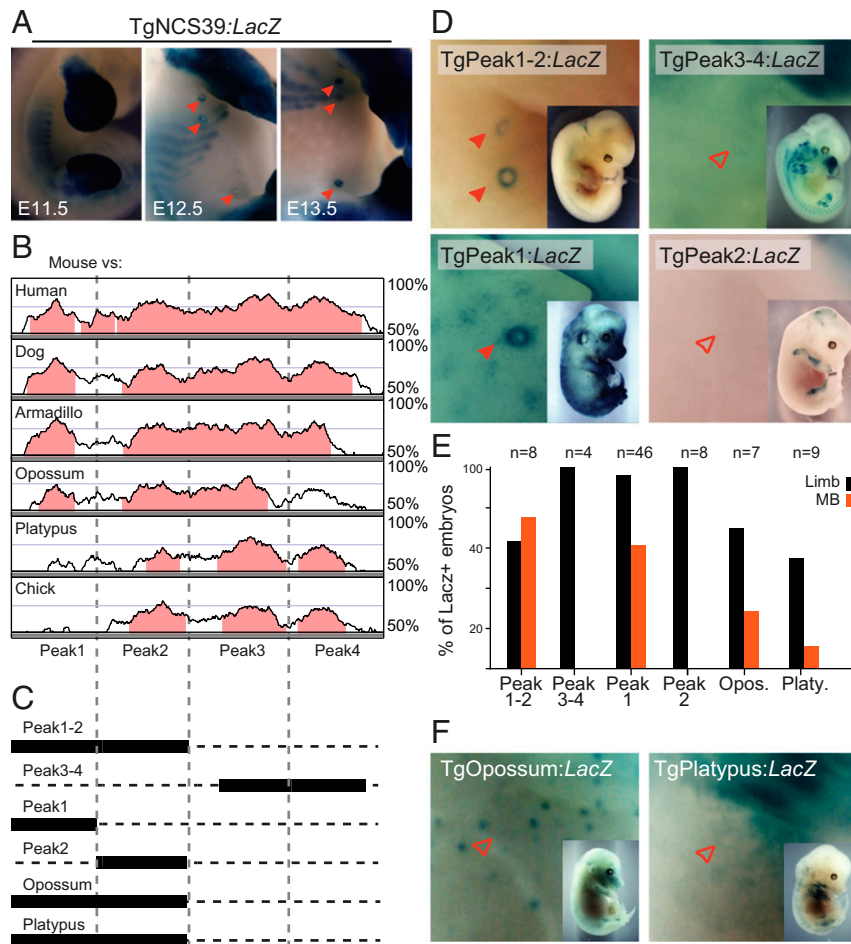 A
TgNCS39:LacZ
E11.5
E12.5
E13.5
B
Mouse vs:
Human
100%
50%
Dog
100%
50%
Armadillo
100%
50%
Opossum
100%
50%
Platypus
100%
50%
Chick
100%
50%
Peak1 Peak2 Peak3 Peak4
C
Peak1-2
Peak3-4
Peak1
Peak2
Opossum
Platypus
D
TgPeak1-2:LacZ
TgPeak3-4:LacZ
TgPeak1:LacZ
TgPeak2:LacZ
E
n=8 n=4 n=46 n=8 n=7 n=9
Limb
MB
% of Lacz+ embryos
100
40
20
Peak 1-2
Peak 3-4
Peak 1
Peak 2
Opos.
Platy.
F
TgOpossum:LacZ
TgPlatypus:LacZ